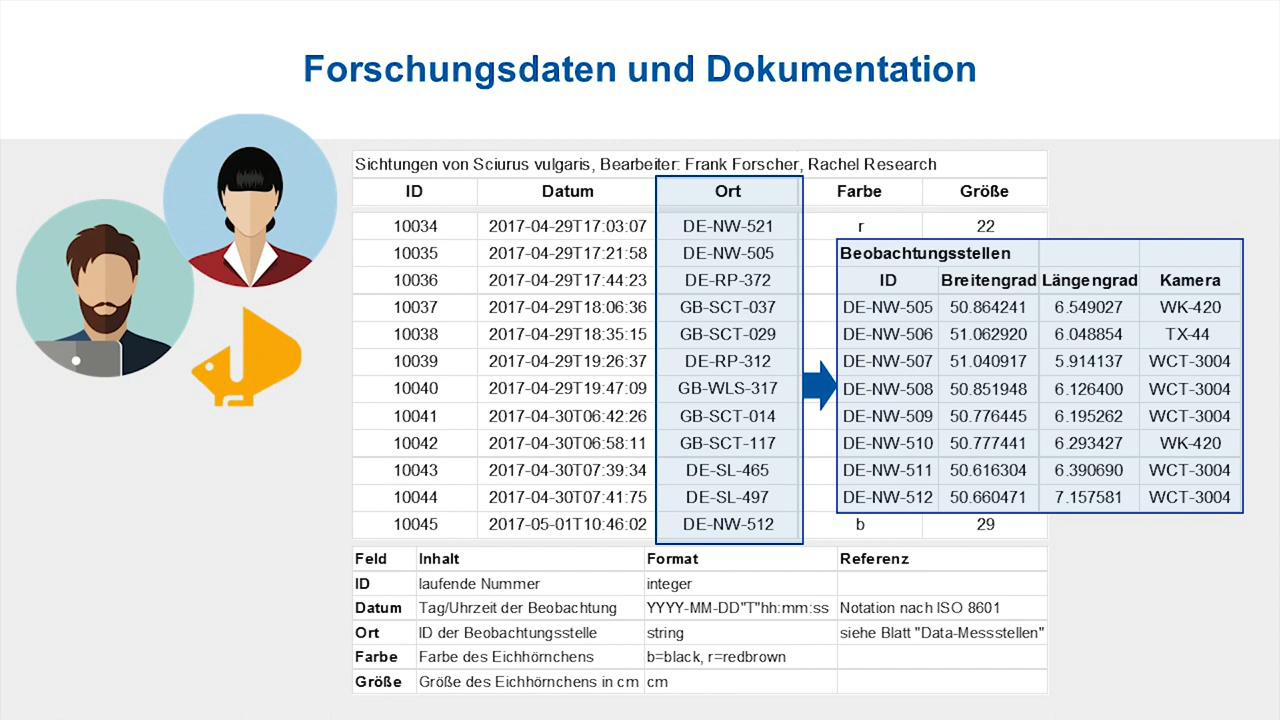 Forschungsdaten und Dokumentation
Sichtungen von Sciurus vulgaris, Bearbeiter: Frank Forscher, Rachel Research
ID Datum Ort Farbe Größe
10034 2017-04-29T17:03:07 DE-NW-521 r 22
10035 2017-04-29T17:21:58 DE-NW-505
10036 2017-04-29T17:44:23 DE-RP-372
10037 2017-04-29T18:06:36 GB-SCT-037
10038 2017-04-29T18:35:15 GB-SCT-029
10039 2017-04-29T19:26:37 DE-RP-312
10040 2017-04-29T19:47:09 GB-WLS-317
10041 2017-04-30T06:42:26 GB-SCT-014
10042 2017-04-30T06:58:11 GB-SCT-117
10043 2017-04-30T07:39:34 DE-SL-465
10044 2017-04-30T07:41:75 DE-SL-497
10045 2017-05-01T10:46:02 DE-NW-512 b 29
Beobachtungsstellen
ID Breitengrad Längengrad Kamera
DE-NW-505 50.864241 6.549027 WK-420
DE-NW-506 51.062920 6.048854 TX-44
DE-NW-507 51.040917 5.914137 WCT-3004
DE-NW-508 50.851948 6.126400 WCT-3004
DE-NW-509 50.776445 6.195262 WCT-3004
DE-NW-510 50.777441 6.293427 WK-420
DE-NW-511 50.616304 6.390690 WCT-3004
DE-NW-512 50.660471 7.157581 WCT-3004
Feld Inhalt Format Referenz
ID laufende Nummer integer
Datum Tag/Uhrzeit der Beobachtung YYYY-MM-DD"T"hh:mm:ss Notation nach ISO 8601
Ort ID der Beobachtungsstelle string siehe Blatt "Data-Messstellen"
Farbe Farbe des Eichhörnchens b=black, r=redbrown
Größe Größe des Eichhörnchens in cm cm